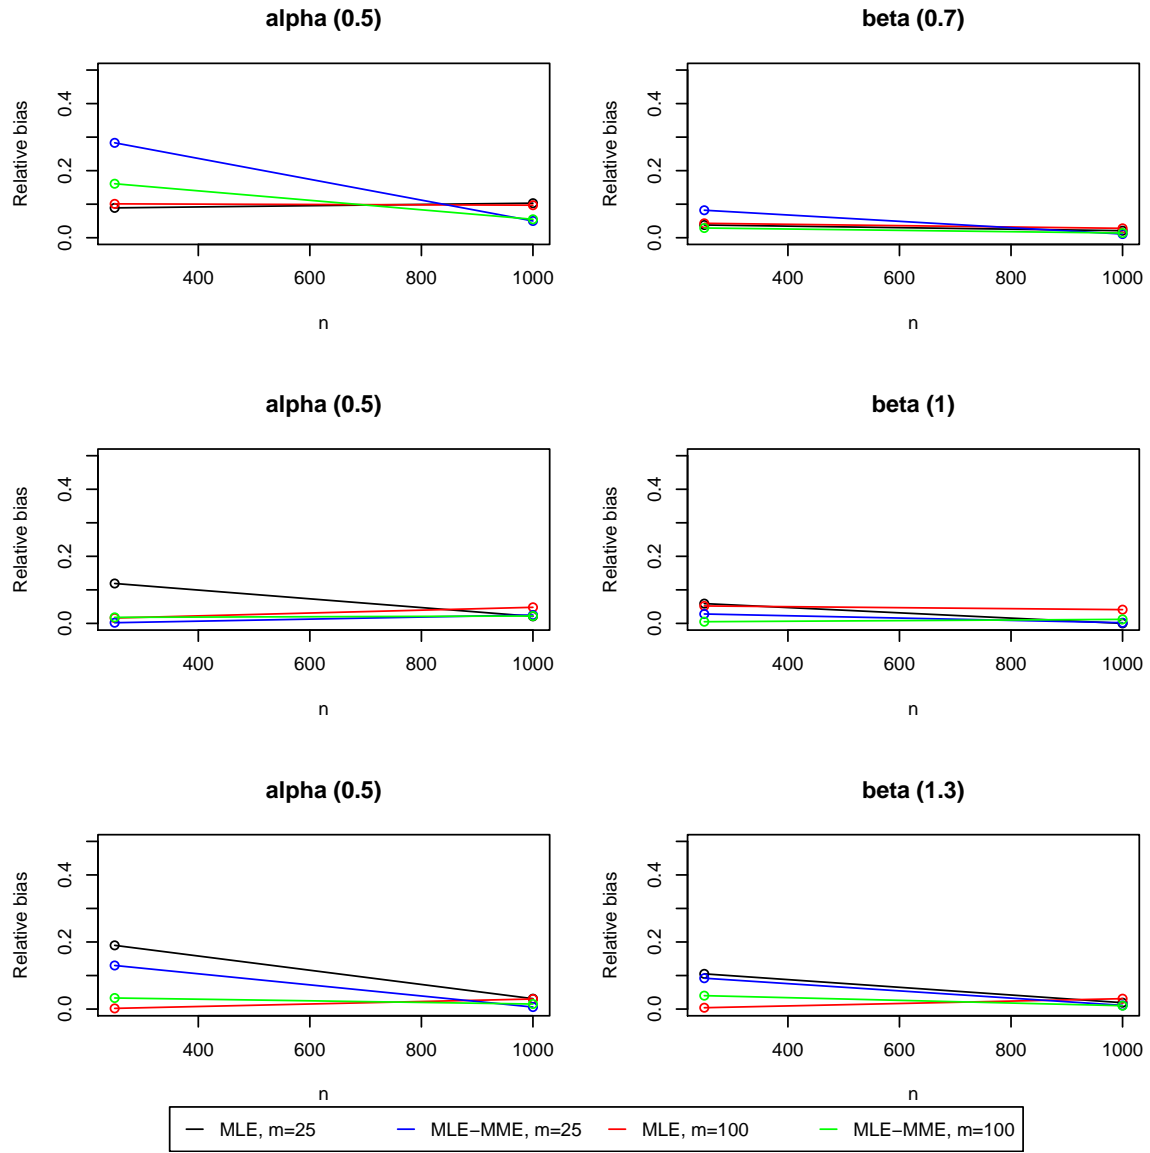 alpha (0.5)
Relative bias
0.0 0.2 0.4
400 600 800 1000
n
beta (0.7)
Relative bias
0.0 0.2 0.4
400 600 800 1000
n
alpha (0.5)
Relative bias
0.0 0.2 0.4
400 600 800 1000
n
beta (1)
Relative bias
0.0 0.2 0.4
400 600 800 1000
n
alpha (0.5)
Relative bias
0.0 0.2 0.4
400 600 800 1000
n
beta (1.3)
Relative bias
0.0 0.2 0.4
400 600 800 1000
n
MLE, m=25 MLE−MME, m=25 MLE, m=100 MLE−MME, m=100